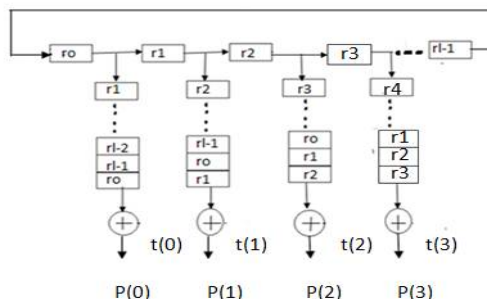 ro r1 r2 r3 rl-1
r1 r2 r3 r4
rl-2 rl-1 ro r1
rl-1 ro r1 r2
ro r1 r2 r3
t(0) t(1) t(2) t(3)
P(0) P(1) P(2) P(3)